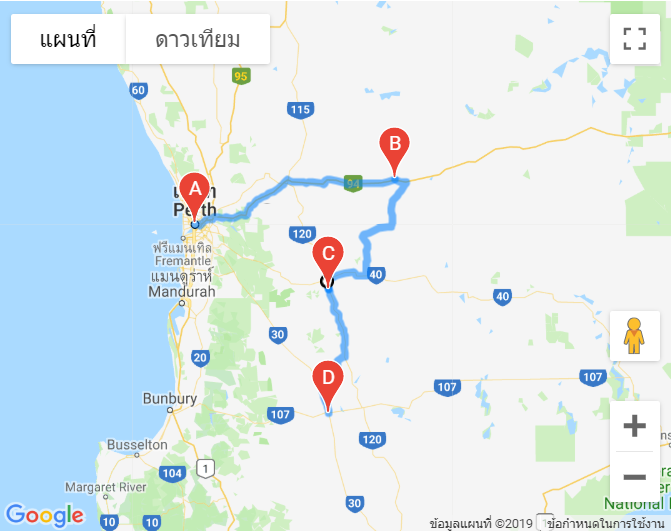 แผนที่
ดาวเทียม
60
95
115
B
94
A
Perth
120
ฟรีแมนเทิล
Fremantle
C
แมนดูราห์
Mandurah
40
40
30
20
D
107
107
Bunbury
107
120
Busselton
104
1
Margaret River
30
10
10
National
Google
ข้อมูลแผนที่ ©2019
ข้อกำหนดในการใช้งาน